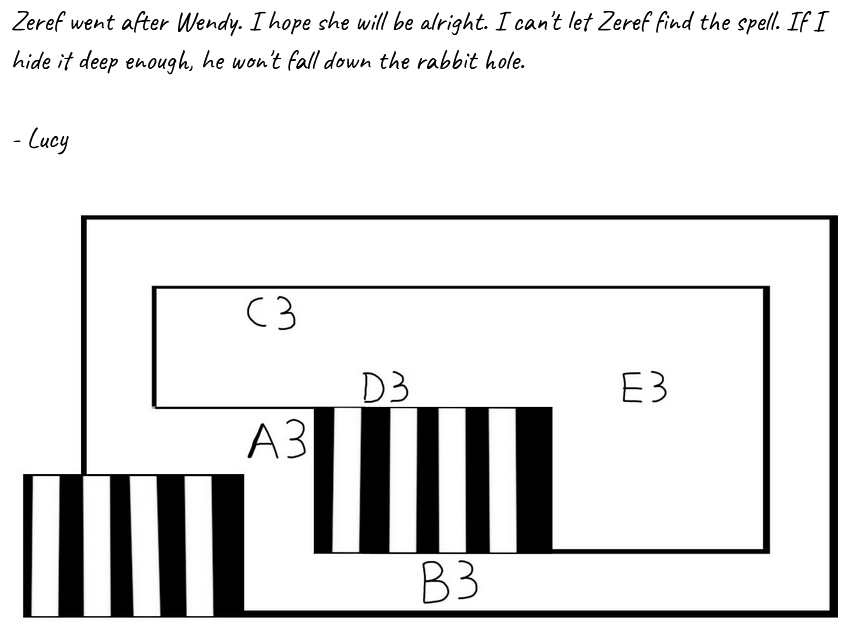 Zeref went after Wendy. I hope she will be alright. I can't let Zeref find the spell. If I
hide it deep enough, he won't fall down the rabbit hole.
- Lucy
C3
D3
E3
A3
B3